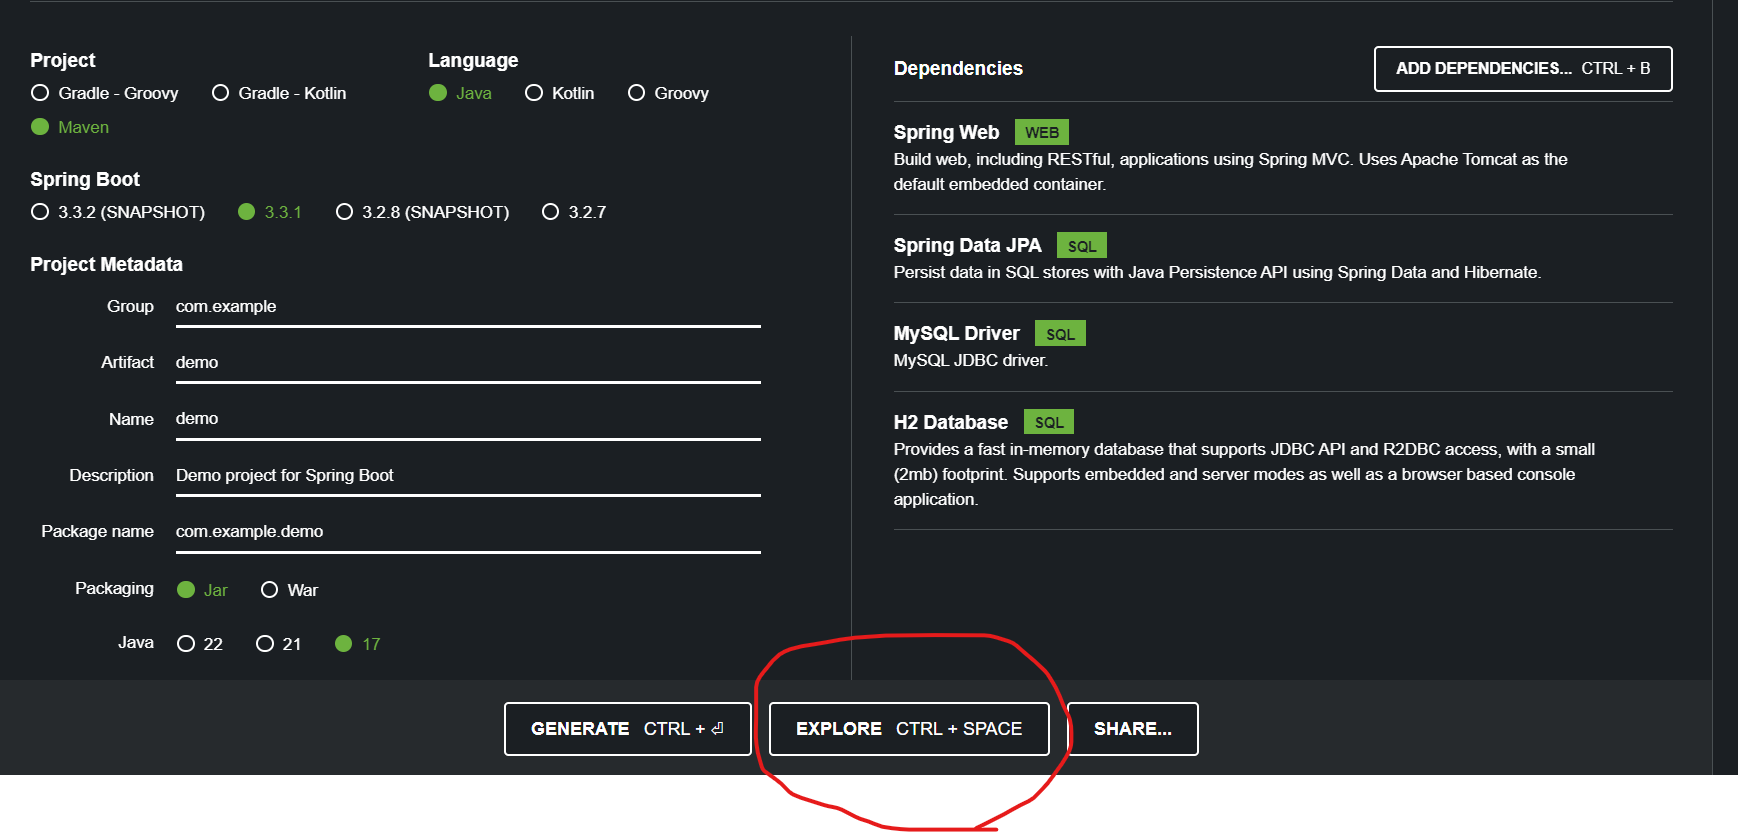 Project
Gradle - Groovy Gradle - Kotlin
Maven
Language
Java Kotlin Groovy
Spring Boot
3.3.2 (SNAPSHOT) 3.3.1 3.2.8 (SNAPSHOT) 3.2.7
Project Metadata
Group com.example
Artifact demo
Name demo
Description Demo project for Spring Boot
Package name com.example.demo
Packaging Jar War
Java 22 21 17
Dependencies ADD DEPENDENCIES... CTRL + B
Spring Web WEB
Build web, including RESTful, applications using Spring MVC. Uses Apache Tomcat as the
default embedded container.
Spring Data JPA SQL
Persist data in SQL stores with Java Persistence API using Spring Data and Hibernate.
MySQL Driver SQL
MySQL JDBC driver.
H2 Database SQL
Provides a fast in-memory database that supports JDBC API and R2DBC access, with a small
(2mb) footprint. Supports embedded and server modes as well as a browser based console
application.
GENERATE CTRL + ⏎ EXPLORE CTRL + SPACE SHARE...